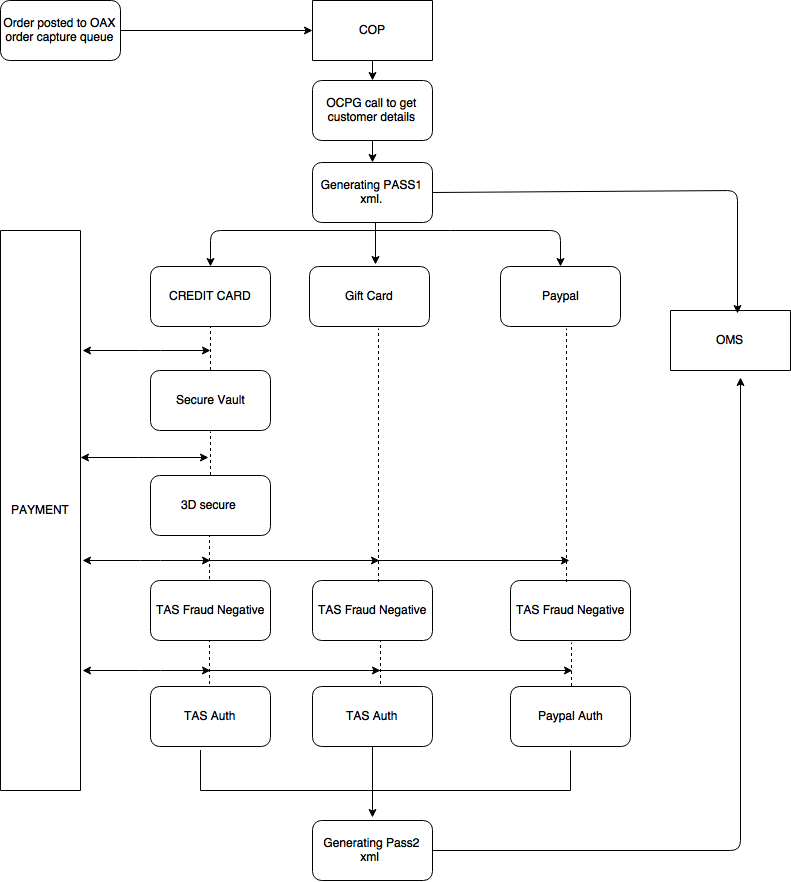 Order posted to OAX
order capture queue
COP
OCPG call to get
customer details
Generating PASS1
xml.
CREDIT CARD
Gift Card
Paypal
OMS
Secure Vault
PAYMENT
3D secure
TAS Fraud Negative
TAS Fraud Negative
TAS Fraud Negative
TAS Auth
TAS Auth
Paypal Auth
Generating Pass2
xml